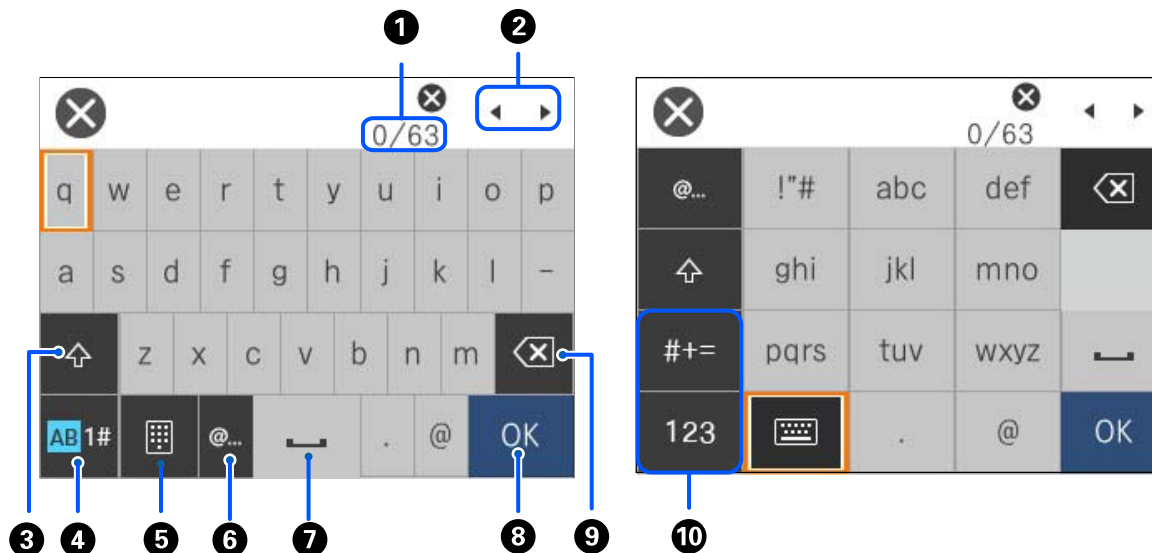 1 2
0/63 0/63
q w e r t y u i o p @... !"# abc def
a s d f g h j k l - ghi jkl mno
z x c v b n m #+= pqrs tuv wxyz
AB 1# @... . @ OK 123 . @ OK
3 4 5 6 7 8 9 10